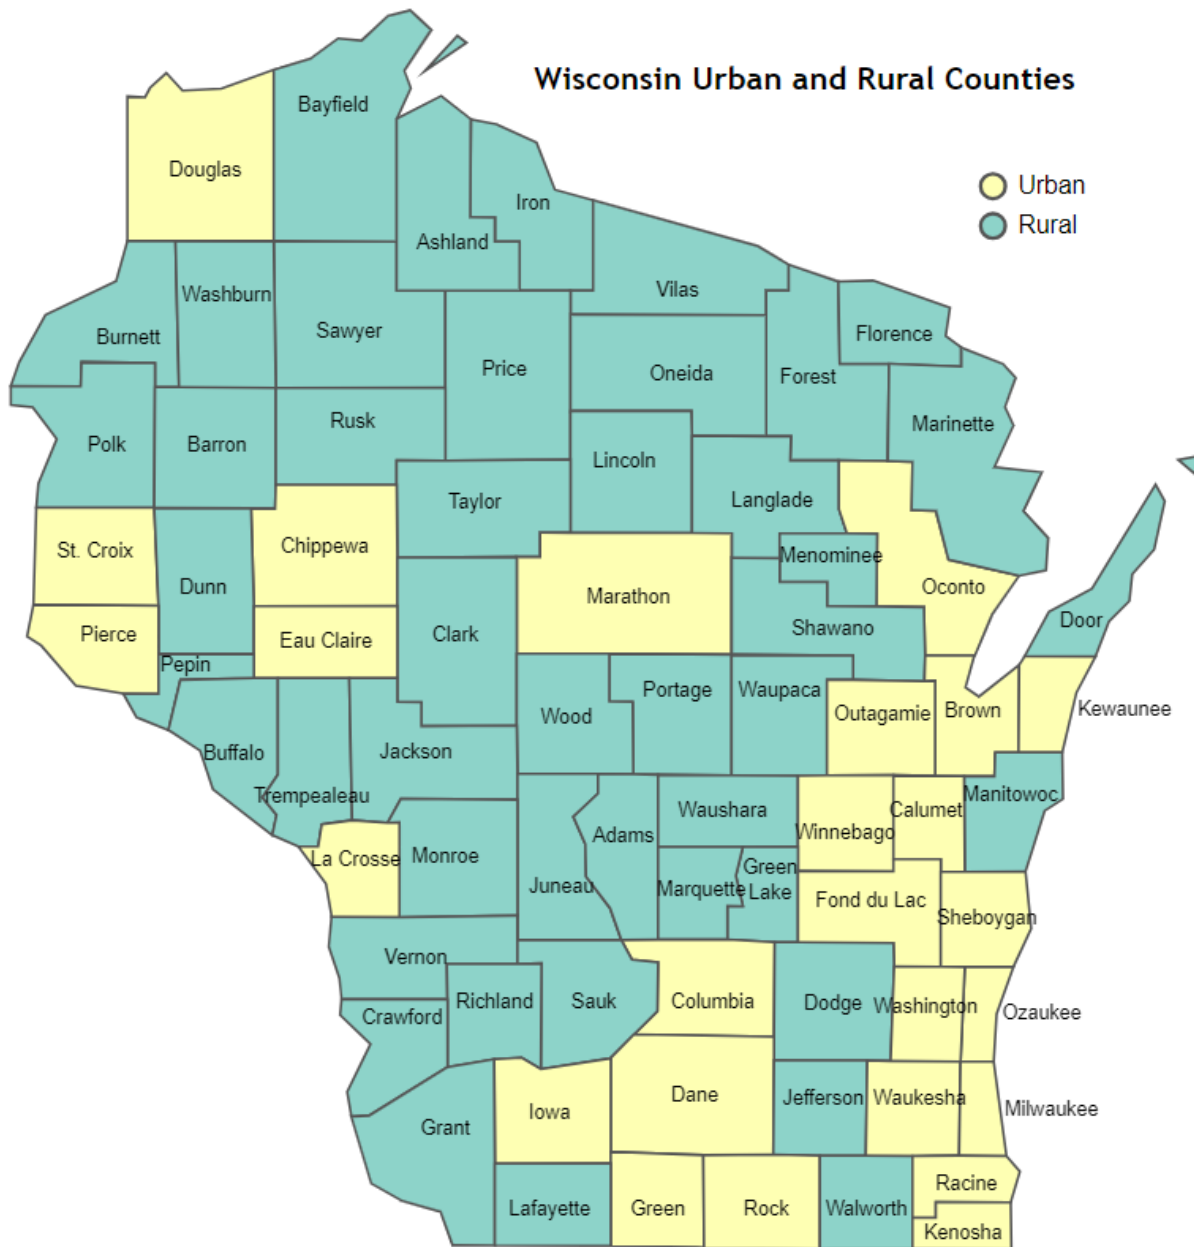 Wisconsin Urban and Rural Counties
Urban
Rural
Bayfield
Douglas
Iron
Ashland
Vilas
Washburn
Burnett
Sawyer
Florence
Price
Oneida
Forest
Rusk
Marinette
Polk
Barron
Lincoln
Taylor
Langlade
St. Croix
Chippewa
Menominee
Dunn
Marathon
Oconto
Pierce
Eau Claire
Clark
Shawano
Door
Pepin
Portage
Waupaca
Wood
Outagamie
Brown
Kewaunee
Buffalo
Jackson
Trempealeau
Waushara
Manitowoc
Calumet
Adams
Winnebago
La Crosse
Monroe
Juneau
Marquette
Green
Lake
Fond du Lac
Sheboygan
Vernon
Richland
Sauk
Columbia
Dodge
Washington
Ozaukee
Crawford
Iowa
Dane
Jefferson
Waukesha
Milwaukee
Grant
Lafayette
Green
Rock
Walworth
Racine
Kenosha